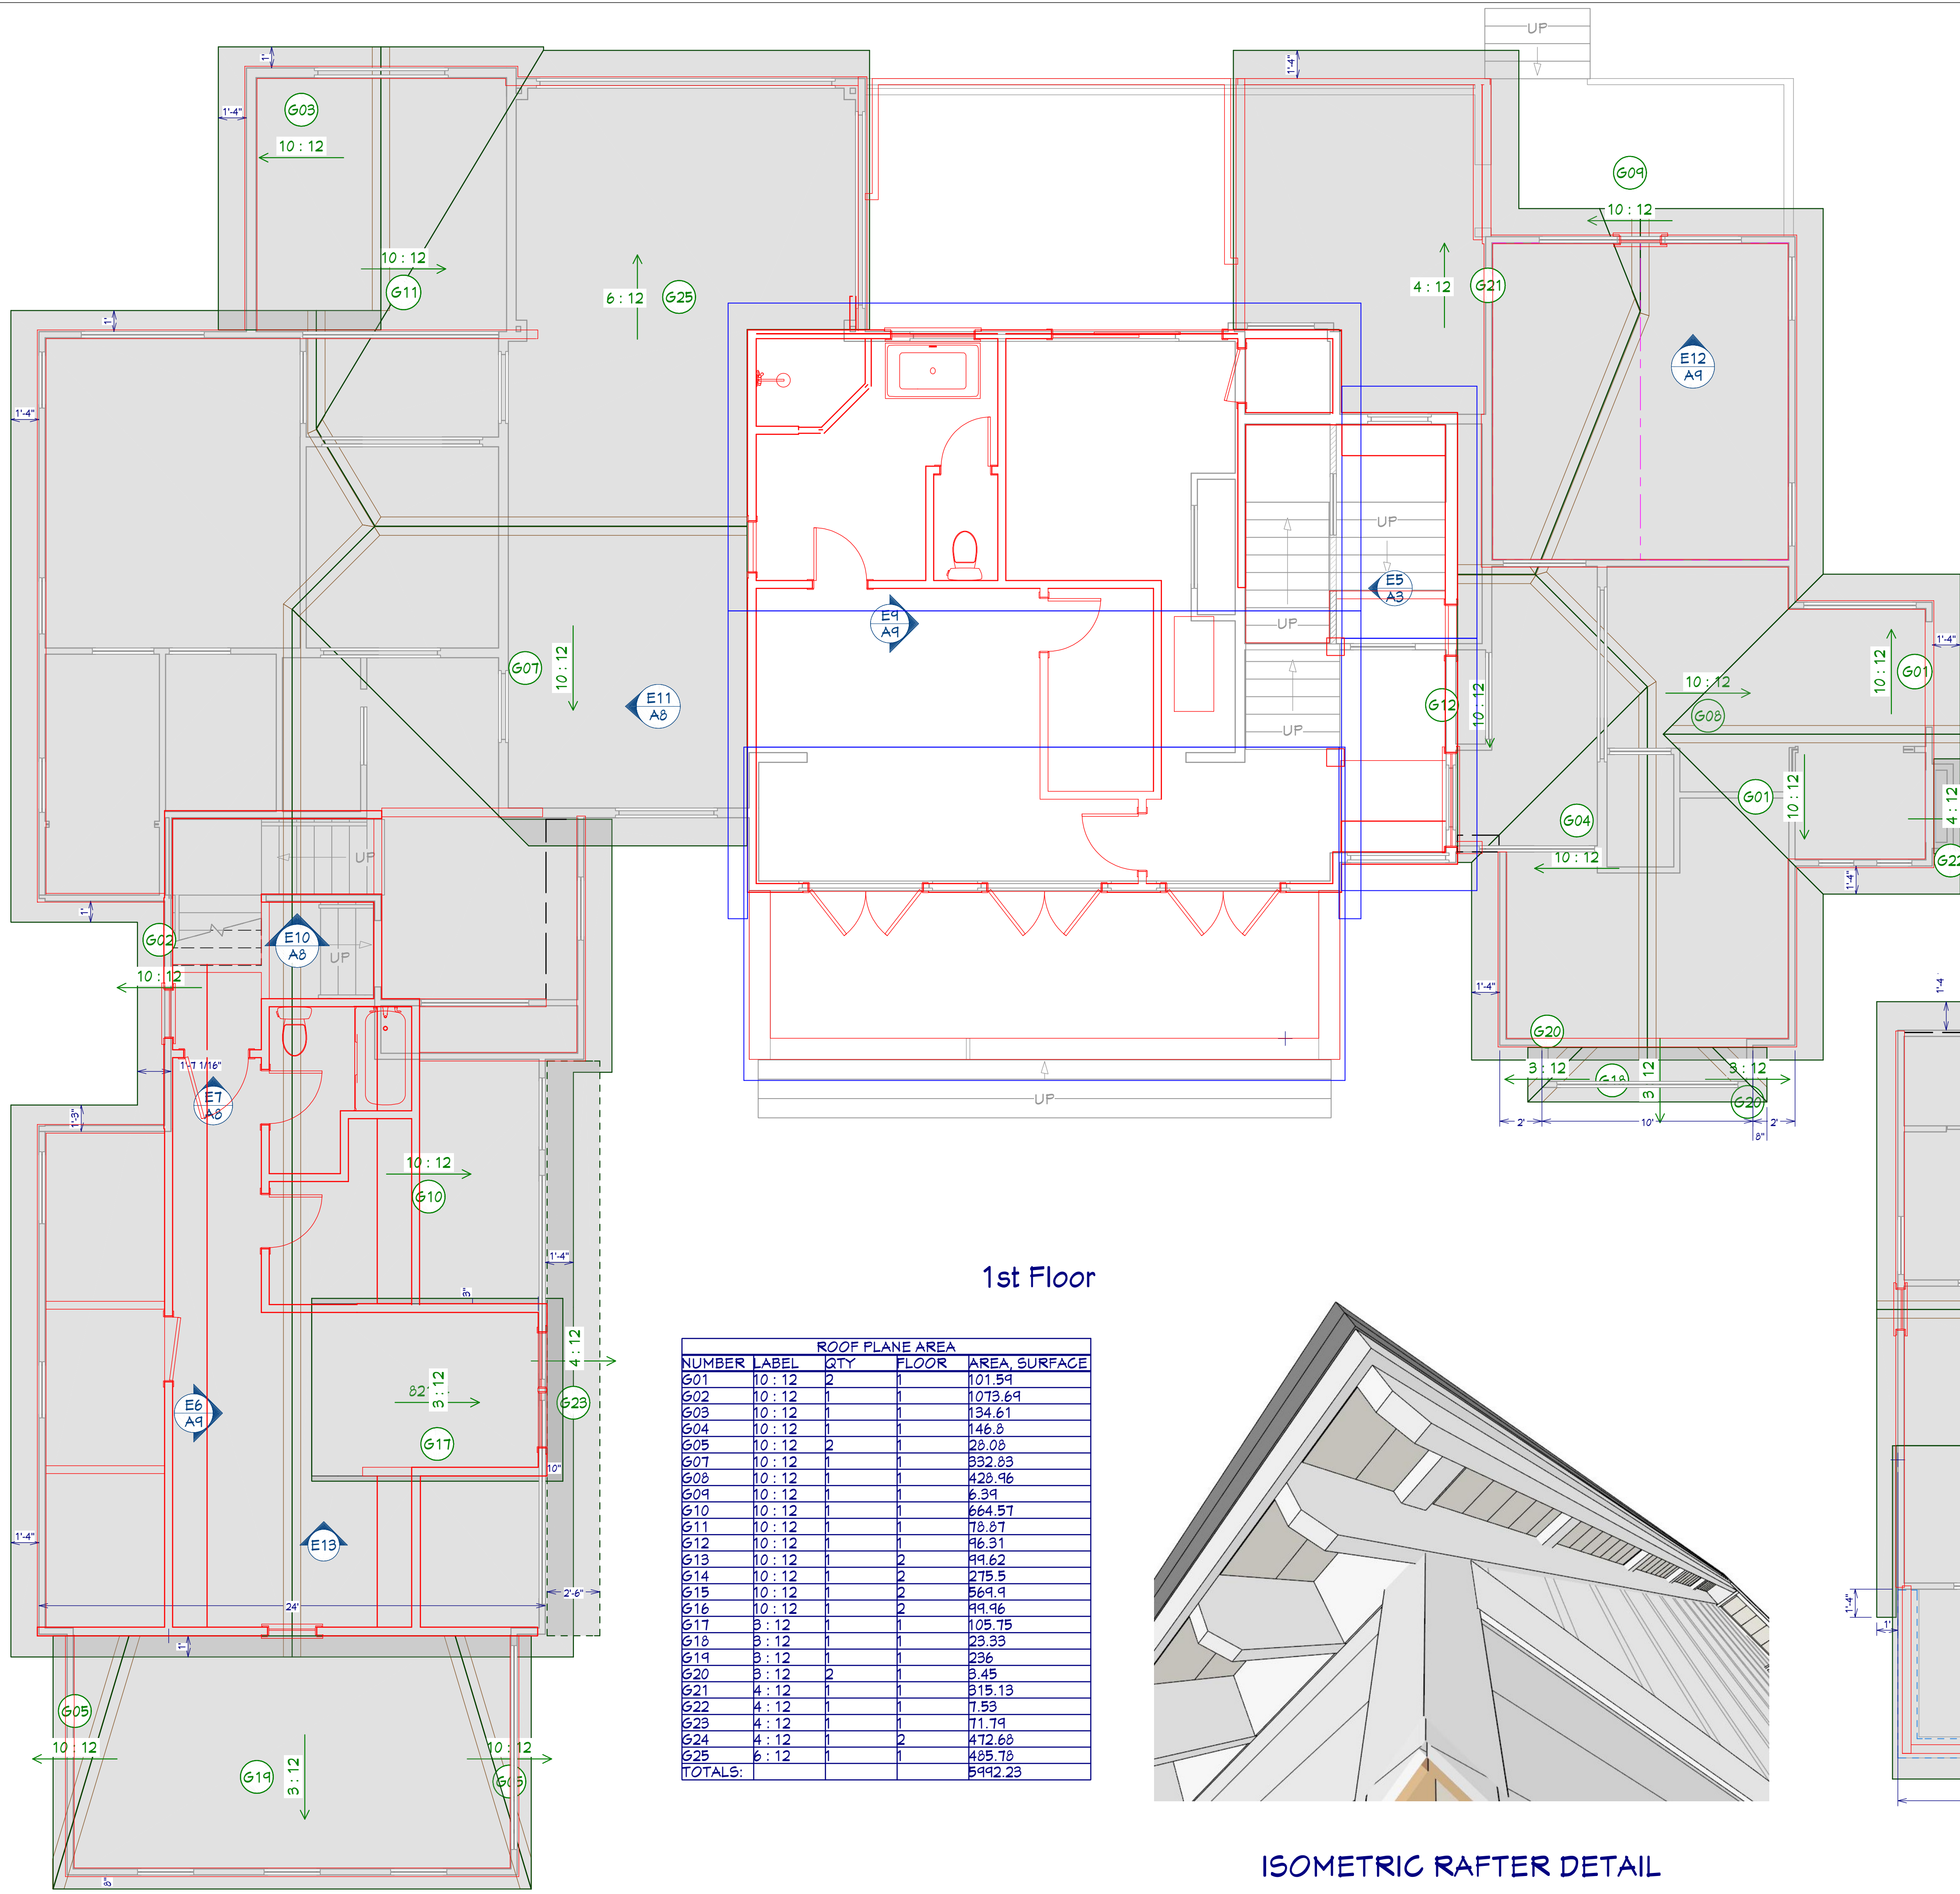 UP
1'
1'-4"
G03
1'-4"
10 : 12
G09
10 : 12
10 : 12
G11
6 : 12
G25
4 : 12
G21
1'
E12
A9
1'-4"
UP
E5
A3
E9
A9
UP
G07
10 : 12
10 : 12
G01
1'-4"
10 : 12
G08
E11
A8
G12
10 : 12
UP
G01
10 : 12
4 : 12
G04
10 : 12
G22
1'-4"
UP
1'
G02
E10
A8
UP
10 : 12
1'-4"
1'-4"
G20
1'-7 1/16"
3 : 12
G18
3 : 12
3 : 12
G20
E7
A8
1'-3"
UP
2'
10'
2'
8"
10 : 12
G10
1'-4"
1st Floor
3"
4 : 12
3 : 12
G23
E6
A9
G17
10"
1'-4"
E13
2'-6"
24'
1'
1'-4"
1'
G05
10 : 12
10 : 12
G19
3 : 12
G05
8"
ROOF PLANE AREA
NUMBER LABEL QTY FLOOR AREA, SURFACE
G01 10 : 12 2 1 101.59
G02 10 : 12 1 1 1073.69
G03 10 : 12 1 1 134.61
G04 10 : 12 1 1 146.8
G05 10 : 12 2 1 28.08
G07 10 : 12 1 1 332.83
G08 10 : 12 1 1 428.96
G09 10 : 12 1 1 6.39
G10 10 : 12 1 1 664.57
G11 10 : 12 1 1 78.87
G12 10 : 12 1 1 96.31
G13 10 : 12 1 2 99.62
G14 10 : 12 1 2 275.5
G15 10 : 12 1 2 569.9
G16 10 : 12 1 2 99.96
G17 3 : 12 1 1 105.75
G18 3 : 12 1 1 23.33
G19 3 : 12 1 1 236
G20 3 : 12 2 1 3.45
G21 4 : 12 1 1 315.13
G22 4 : 12 1 1 7.53
G23 4 : 12 1 1 71.79
G24 4 : 12 1 2 472.68
G25 6 : 12 1 1 485.78
TOTALS: 5992.23
ISOMETRIC RAFTER DETAIL